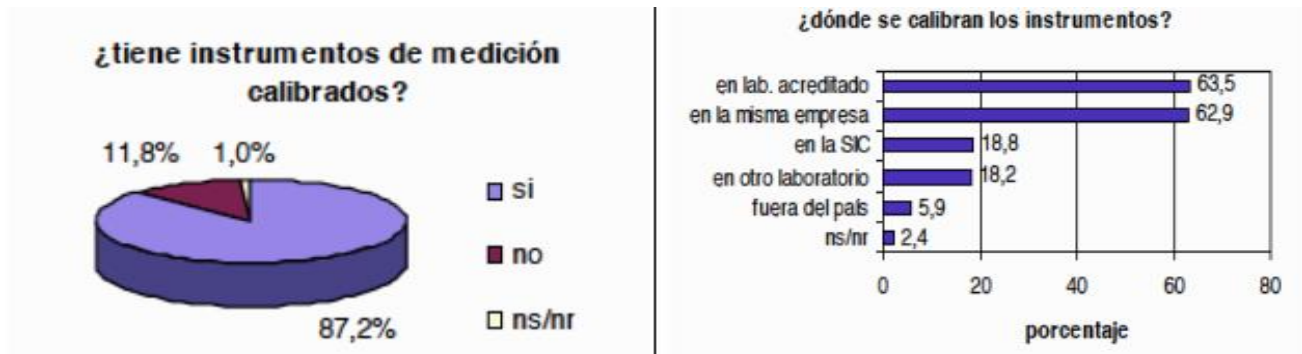 ¿tiene instrumentos de medición
calibrados?
11,8%
1,0%
87,2%
si
no
ns/nr
¿dónde se calibran los instrumentos?
en lab. acreditado
63,5
en la misma empresa
62,9
en la SIC
18,8
en otro laboratorio
18,2
fuera del país
5,9
ns/nr
2,4
0
20
40
60
80
porcentaje